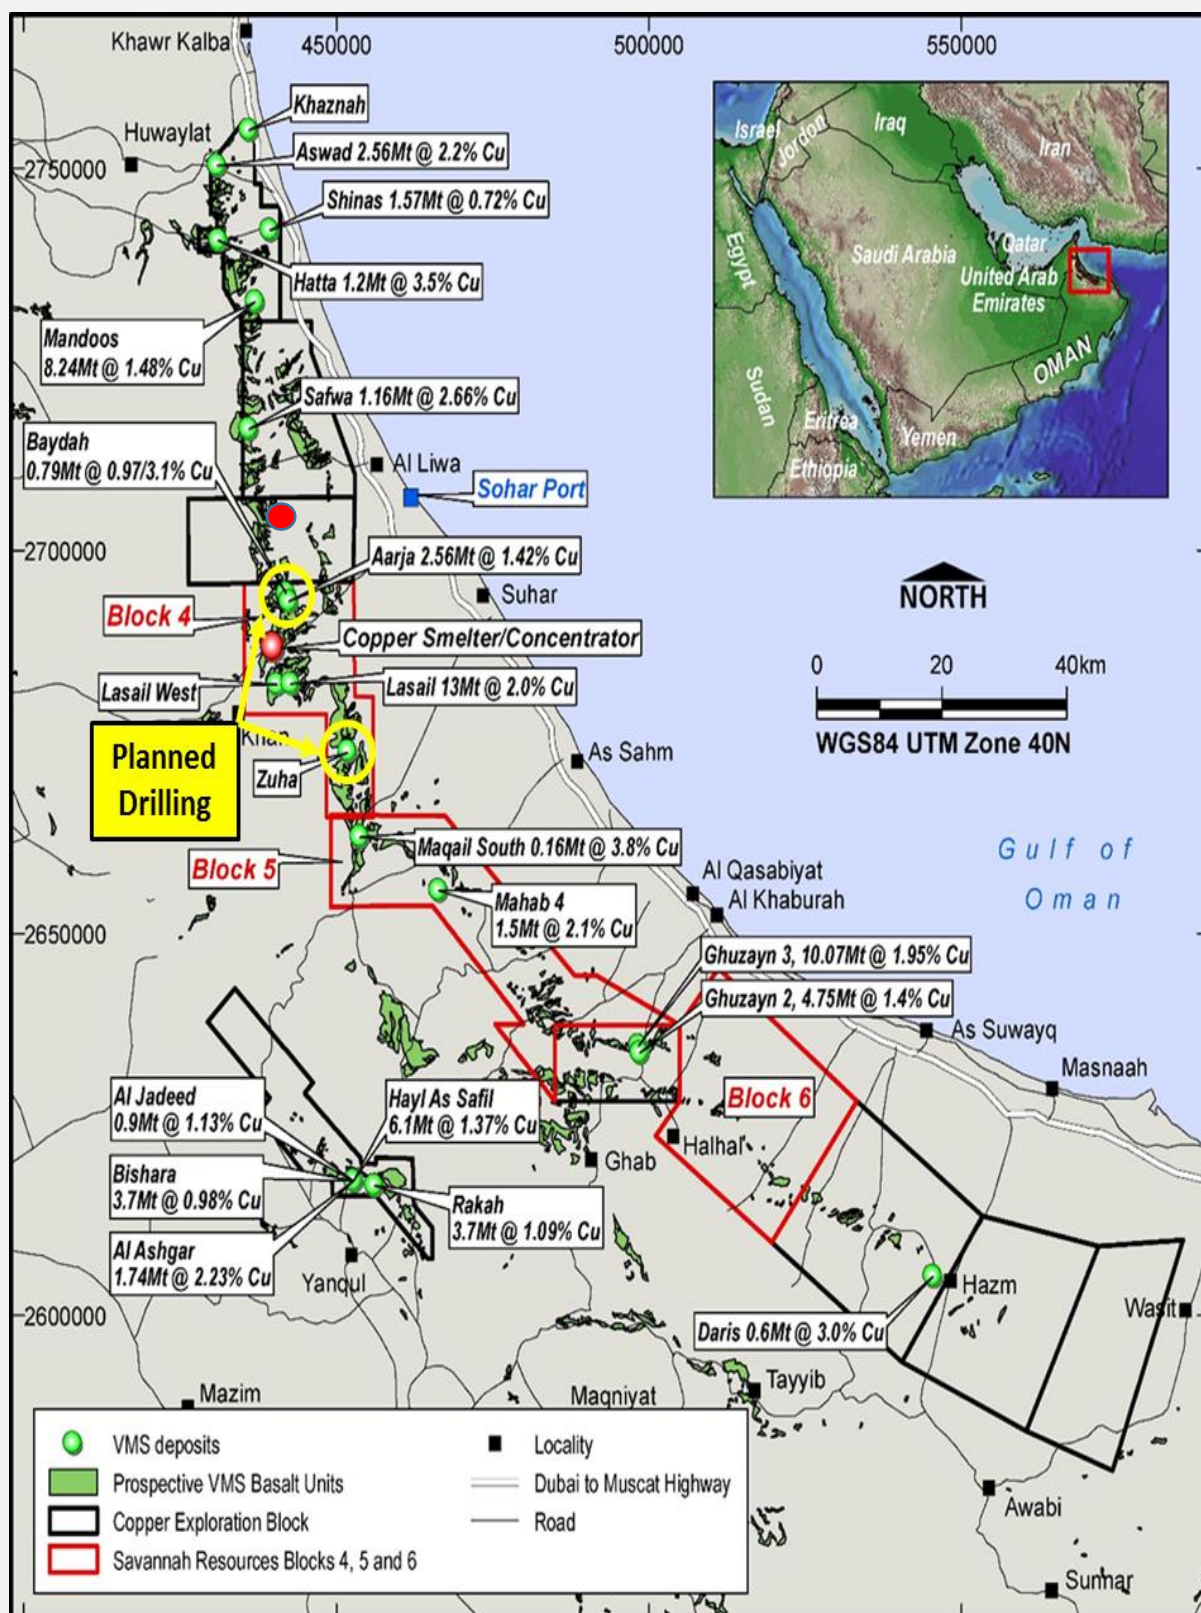 450000
500000
550000
Khawr Kalba
Khaznah
Huwaylat
Aswad 2.56Mt @ 2.2% Cu
2750000
Shinas 1.57Mt @ 0.72% Cu
Hatta 1.2Mt @ 3.5% Cu
Mandoos
8.24Mt @ 1.48% Cu
Safwa 1.16Mt @ 2.66% Cu
Baydah
0.79Mt @ 0.97/3.1% Cu
Al Liwa
Sohar Port
2700000
Aarja 2.56Mt @ 1.42% Cu
Suhar
Block 4
Copper Smelter/Concentrator
Lasail West
Lasail 13Mt @ 2.0% Cu
Khan
Planned
Drilling
Zuha
As Sahm
Maqail South 0.16Mt @ 3.8% Cu
Block 5
Al Qasabiyat
Al Khaburah
Mahab 4
1.5Mt @ 2.1% Cu
2650000
Ghuzayn 3, 10.07Mt @ 1.95% Cu
Ghuzayn 2, 4.75Mt @ 1.4% Cu
As Suwayq
Masnaah
Block 6
Al Jadeed
0.9Mt @ 1.13% Cu
Hayl As Safil
6.1Mt @ 1.37% Cu
Halhal
Ghab
Bishara
3.7Mt @ 0.98% Cu
Rakah
3.7Mt @ 1.09% Cu
Al Ashgar
1.74Mt @ 2.23% Cu
Yanqul
Hazm
Wasit
2600000
Daris 0.6Mt @ 3.0% Cu
Mazim
Maqniyat
Tayyib
Awabi
Sunnar
Israel
Jordon
Iraq
Iran
Egypt
Saudi Arabia
Qatar
United Arab
Emirates
OMAN
Sudan
Eritrea
Yemen
Ethiopia
NORTH
0
20
40km
WGS84 UTM Zone 40N
Gulf of
Oman
VMS deposits
Prospective VMS Basalt Units
Copper Exploration Block
Savannah Resources Blocks 4, 5 and 6
Locality
Dubai to Muscat Highway
Road